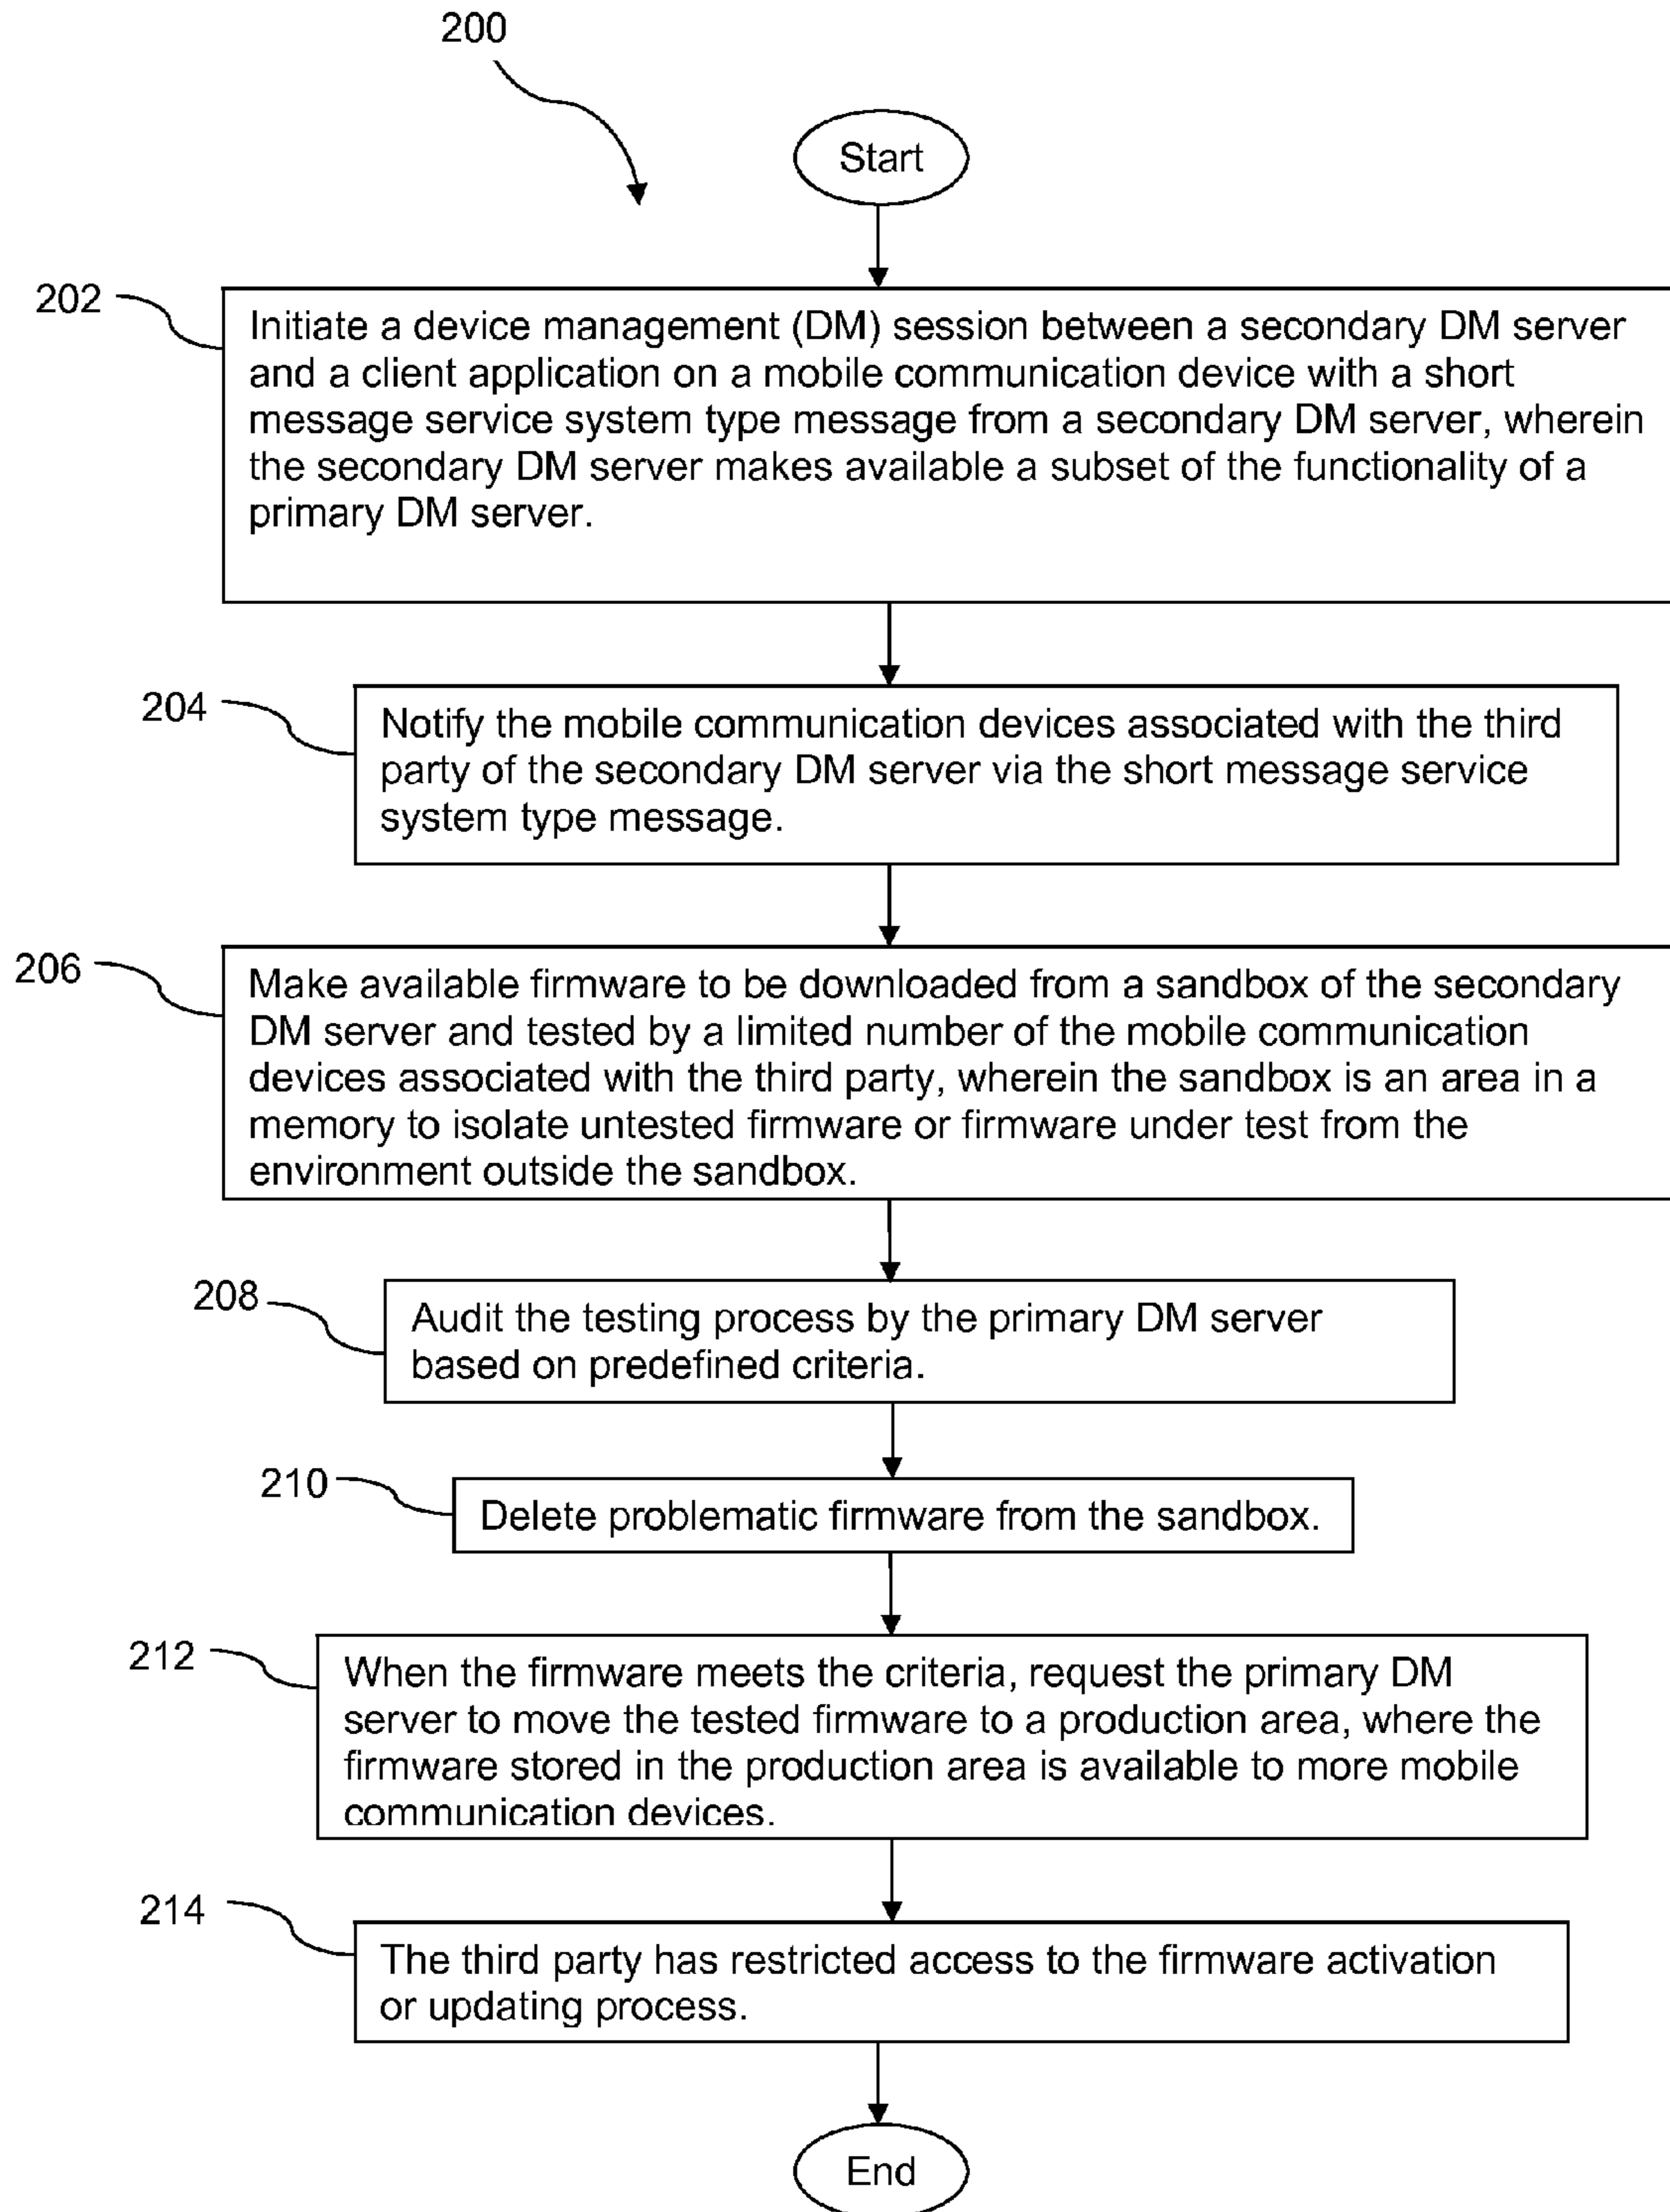 200
Start
202
Initiate a device management (DM) session between a secondary DM server
and a client application on a mobile communication device with a short
message service system type message from a secondary DM server, wherein
the secondary DM server makes available a subset of the functionality of a
primary DM server.
204
Notify the mobile communication devices associated with the third
party of the secondary DM server via the short message service
system type message.
206
Make available firmware to be downloaded from a sandbox of the secondary
DM server and tested by a limited number of the mobile communication
devices associated with the third party, wherein the sandbox is an area in a
memory to isolate untested firmware or firmware under test from the
environment outside the sandbox.
208
Audit the testing process by the primary DM server
based on predefined criteria.
210
Delete problematic firmware from the sandbox.
212
When the firmware meets the criteria, request the primary DM
server to move the tested firmware to a production area, where the
firmware stored in the production area is available to more mobile
communication devices.
214
The third party has restricted access to the firmware activation
or updating process.
End